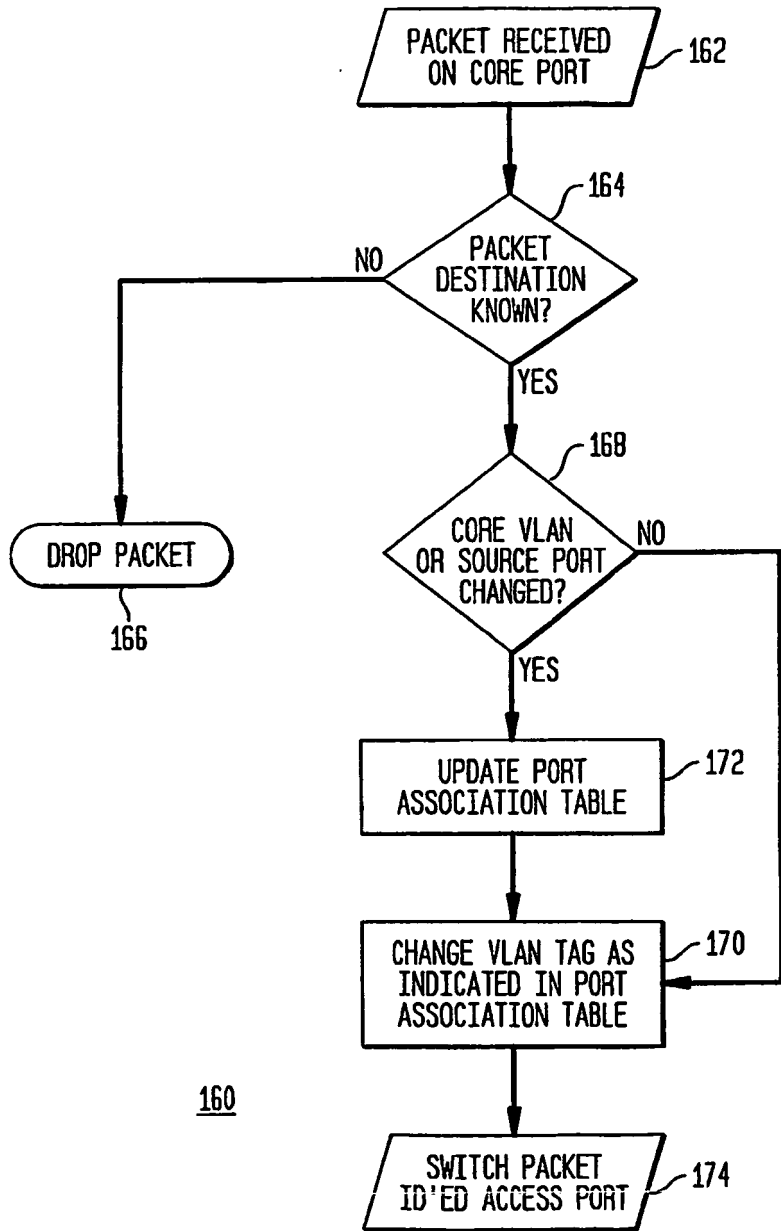 PACKET RECEIVED
ON CORE PORT
162
164
PACKET
DESTINATION
KNOWN?
NO
YES
168
CORE VLAN
OR SOURCE PORT
CHANGED?
NO
DROP PACKET
166
YES
UPDATE PORT
ASSOCIATION TABLE
172
CHANGE VLAN TAG AS
INDICATED IN PORT
ASSOCIATION TABLE
170
160
SWITCH PACKET
ID'ED ACCESS PORT
174